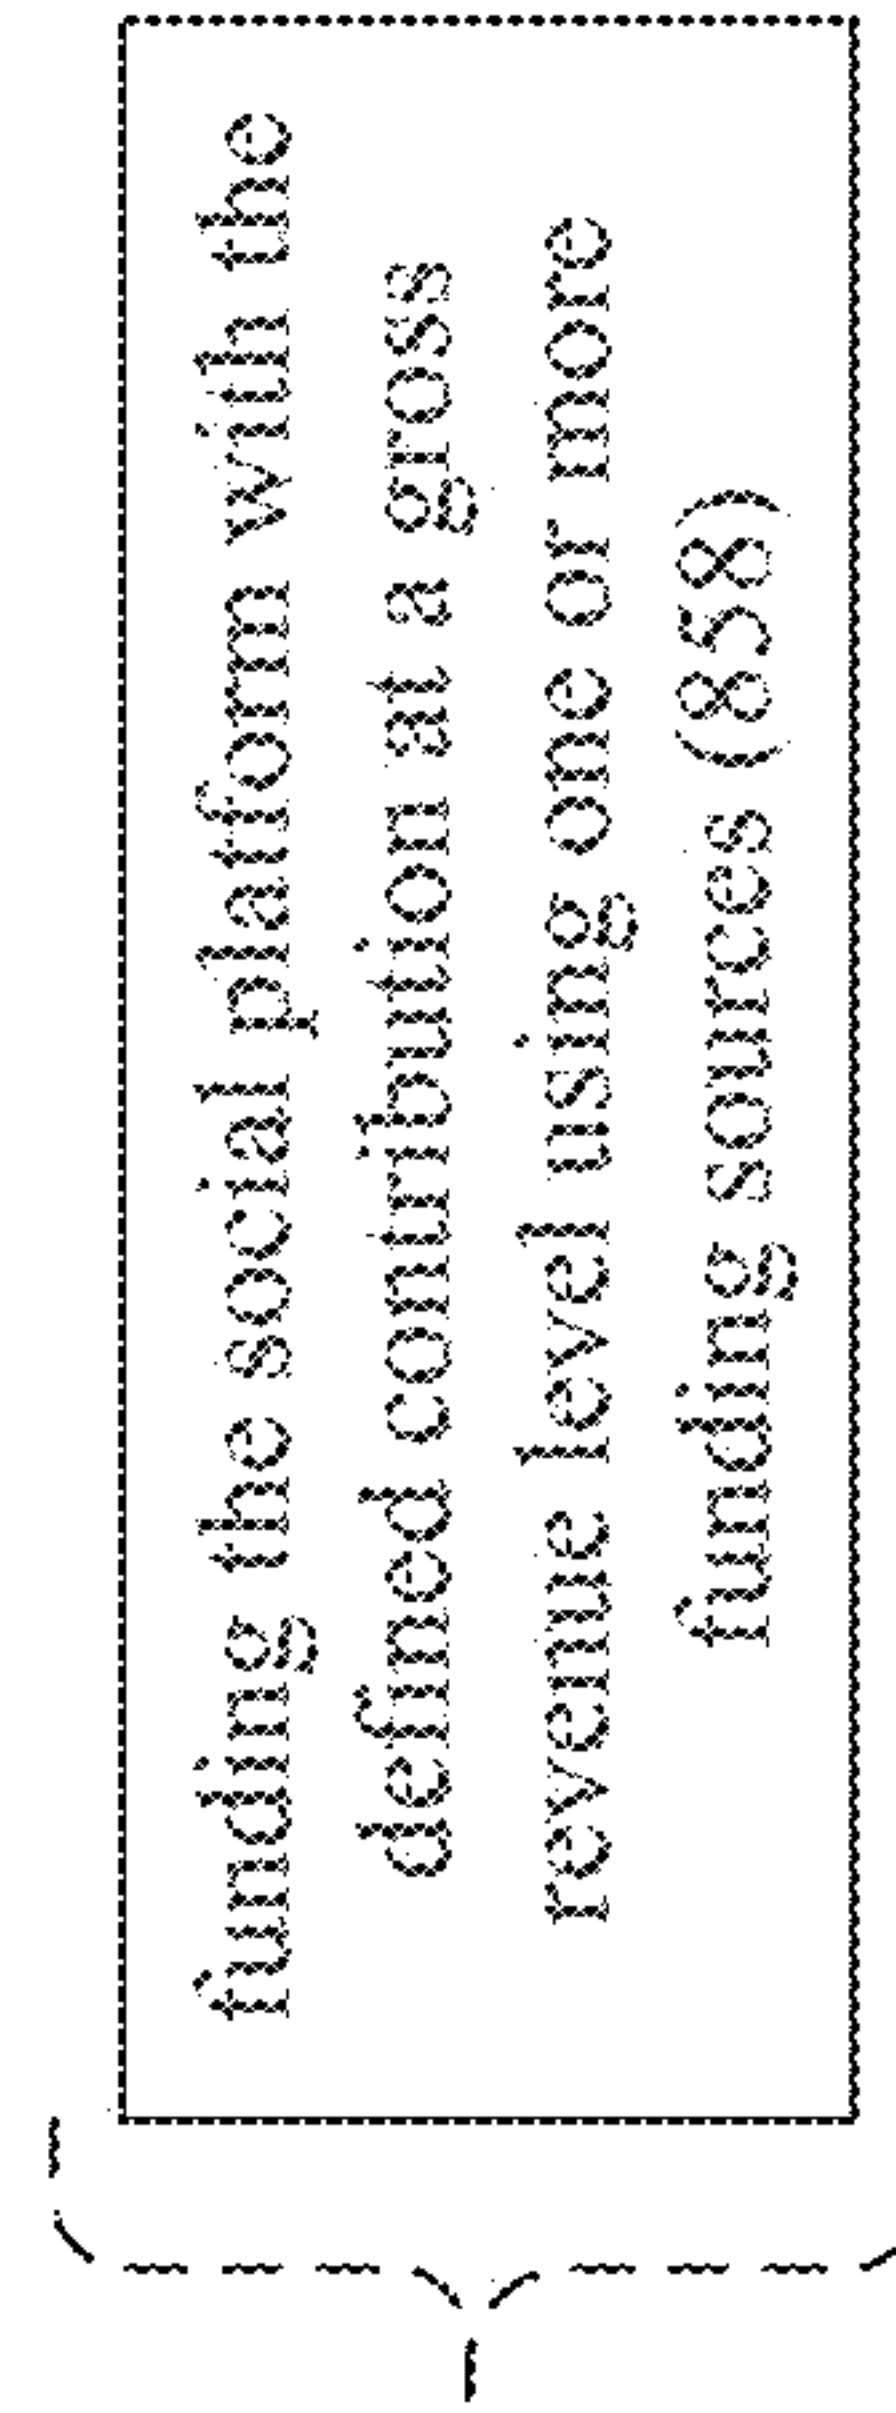 funding the social platform with the
defined contribution at a gross
revenue level using one or more
funding sources (858)